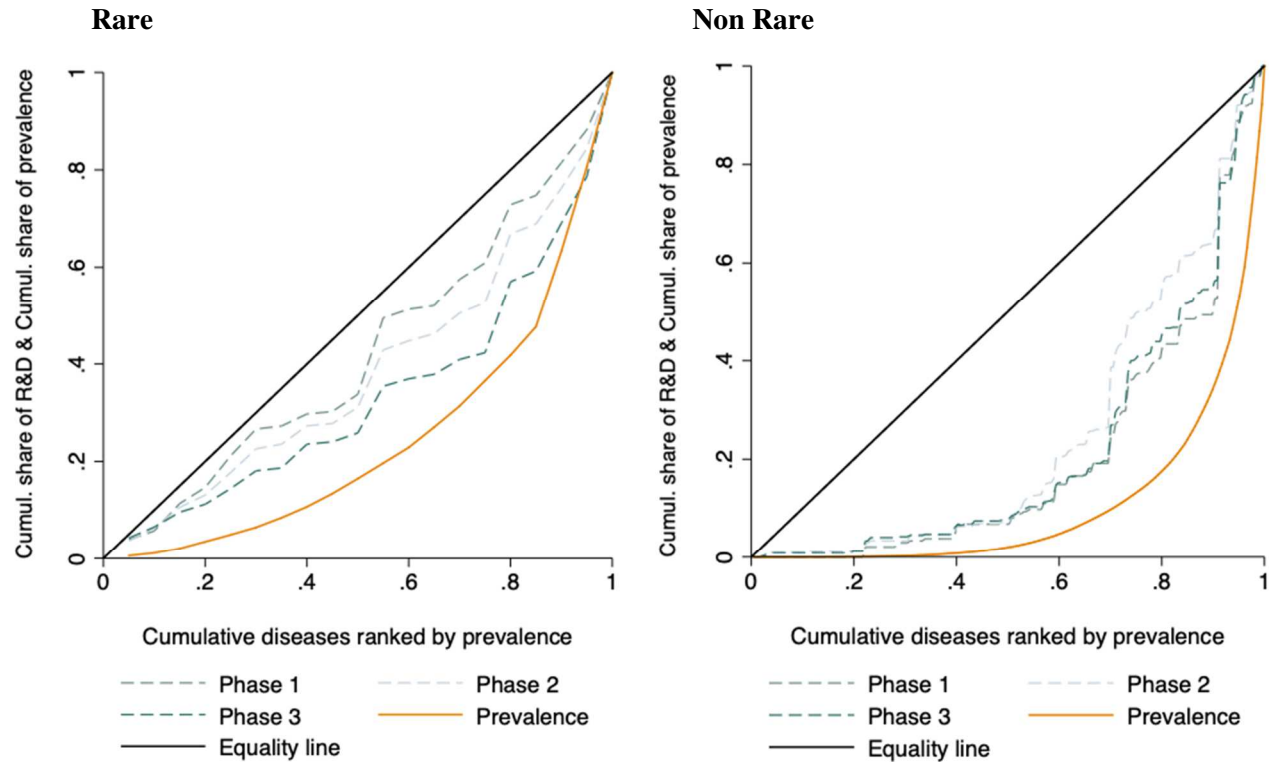 Rare
Non Rare
Cumul. share of R&D & Cumul. share of prevalence
1
.8
.6
.4
.2
0
0 .2 .4 .6 .8 1
Cumulative diseases ranked by prevalence
Phase 1 Phase 2
Phase 3 Prevalence
Equality line
Cumul. share of R&D & Cumul. share of prevalence
1
.8
.6
.4
.2
0
0 .2 .4 .6 .8 1
Cumulative diseases ranked by prevalence
Phase 1 Phase 2
Phase 3 Prevalence
Equality line